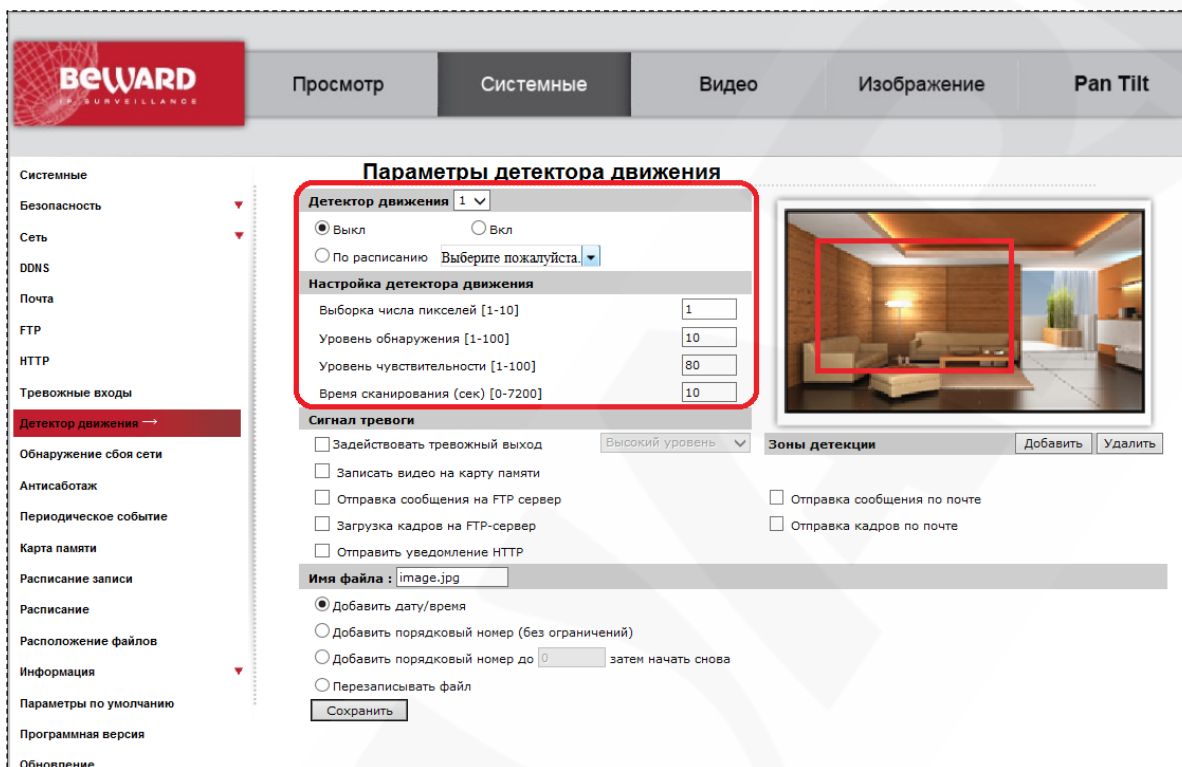 BEWARD
IP SURVEILLANCE
Просмотр
Системные
Видео
Изображение
Pan Tilt
Системные
Безопасность
Сеть
DDNS
Почта
FTP
HTTP
Тревожные входы
Детектор движения →
Обнаружение сбоя сети
Антисаботаж
Периодическое событие
Карта памяти
Расписание записи
Расписание
Расположение файлов
Информация
Параметры по умолчанию
Программная версия
Обновление
Параметры детектора движения
Детектор движения 1
Выкл Вкл
По расписанию Выберите пожалуйста.
Настройка детектора движения
Выборка числа пикселей [1-10] 1
Уровень обнаружения [1-100] 10
Уровень чувствительности [1-100] 80
Время сканирования (сек) [0-7200] 10
Сигнал тревоги
Задействовать тревожный выход Высокий уровень
Зоны детекции Добавить Удалить
Записать видео на карту памяти
Отправка сообщения на FTP сервер Отправка сообщения по почте
Загрузка кадров на FTP-сервер Отправка кадров по почте
Отправить уведомление HTTP
Имя файла : image.jpg
Добавить дату/время
Добавить порядковый номер (без ограничений)
Добавить порядковый номер до 0 затем начать снова
Перезаписывать файл
Сохранить